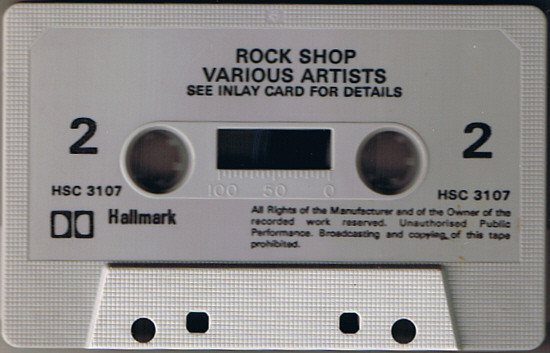 ROCK SHOP
VARIOUS ARTISTS
SEE INLAY CARD FOR DETAILS
2 2
100 50 0
HSC 3107 HSC 3107
Hallmark
All Rights of the Manufacturer and of the Owner of the
recorded work reserved. Unauthorised Public
Performance. Broadcasting and copying of this tape
prohibited.